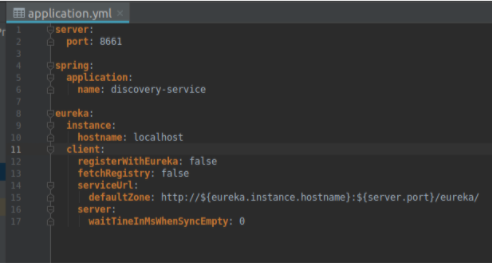 application.yml
1 server:
2   port: 8661
3
4 spring:
5   application:
6     name: discovery-service
7
8 eureka:
9   instance:
10     hostname: localhost
11   client:
12     registerWithEureka: false
13     fetchRegistry: false
14     serviceUrl:
15       defaultZone: http://${eureka.instance.hostname}:${server.port}/eureka/
16     server:
17       waitTineInMsWhenSyncEmpty: 0